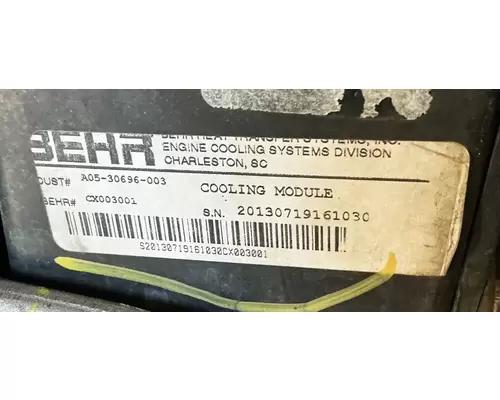 BEHR
BEHR HEAT TRANSFER SYSTEMS, INC.
ENGINE COOLING SYSTEMS DIVISION
CHARLESTON, SC
CUST# A05-30696-003
BEHR# CX003001
COOLING MODULE
S.N. 20130719161030
S20130719161030CX003001